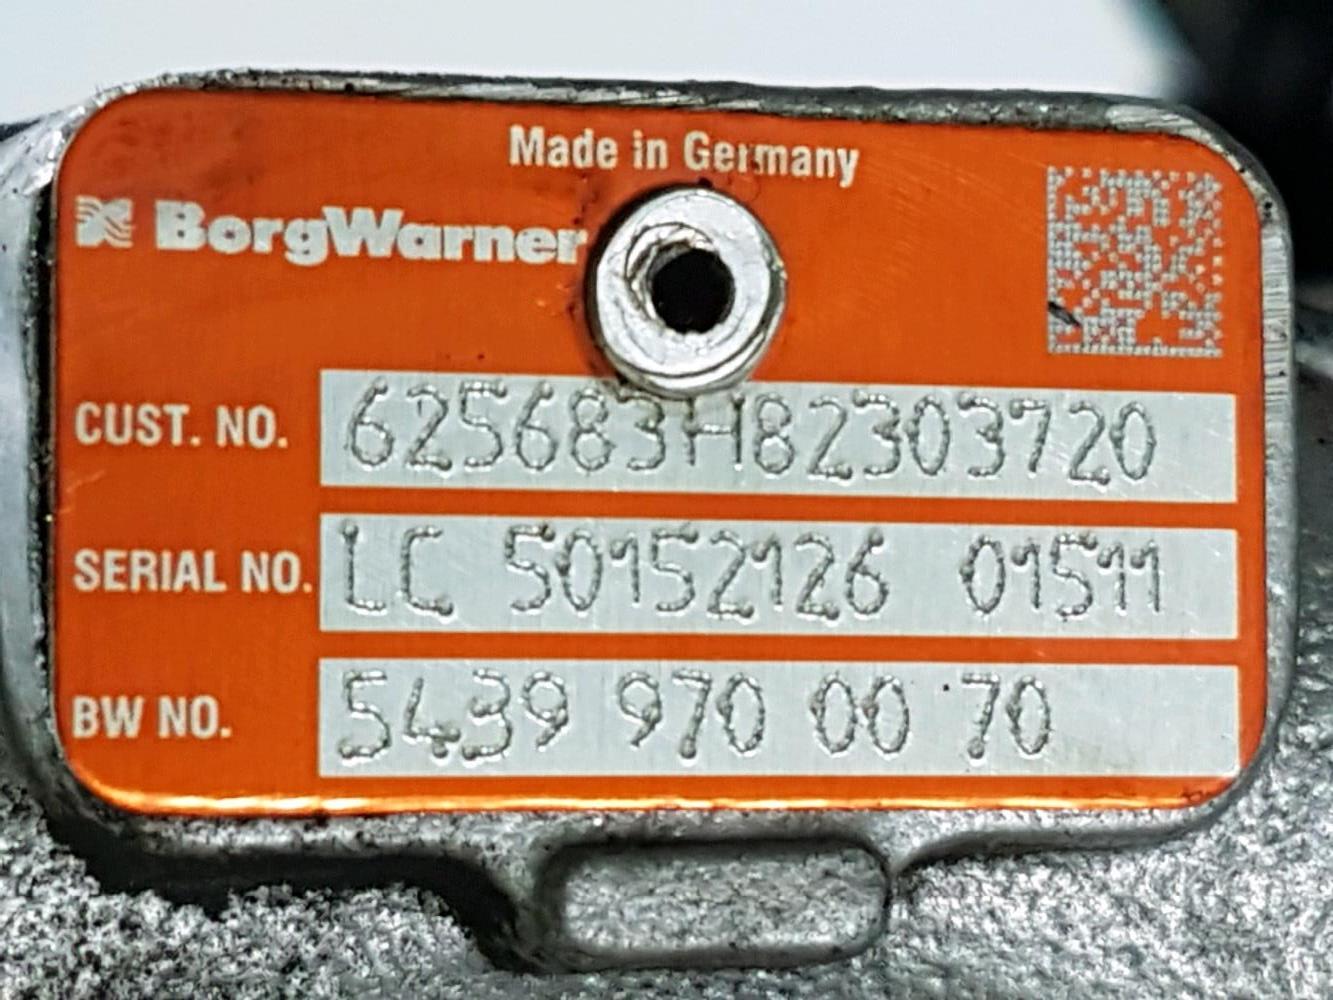 Made in Germany
BorgWarner
CUST. NO. 625683H82303720
SERIAL NO. LC 50152126 01511
BW NO. 5439 970 00 70